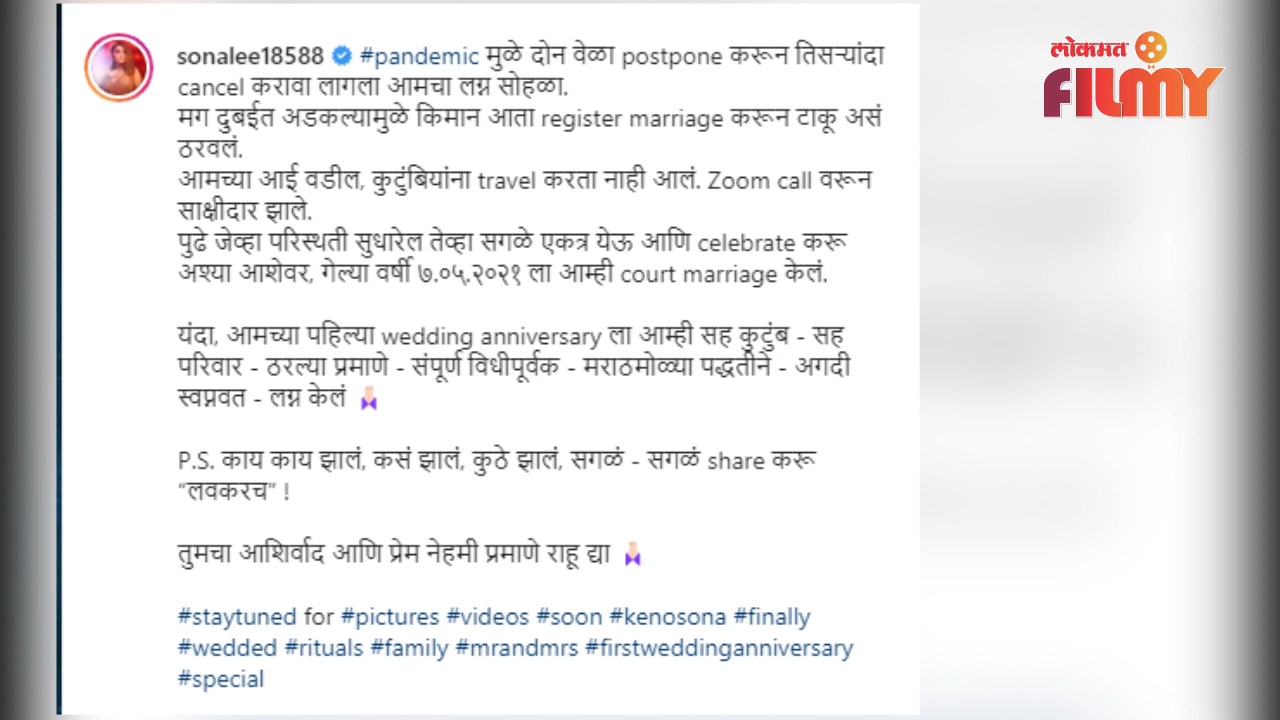 sonalee18588 #pandemic मुळे दोन वेळा postpone करून तिसऱ्यांदा
cancel करावा लागला आमचा लग्न सोहळा.
मग दुबईत अडकल्यामुळे किमान आता register marriage करून टाकू असं
ठरवलं.
आमच्या आई वडील, कुटुंबियांना travel करता नाही आलं. Zoom call वरून
साक्षीदार झाले.
पुढे जेव्हा परिस्थती सुधारेल तेव्हा सगळे एकत्र येऊ आणि celebrate करू
अश्या आशेवर, गेल्या वर्षी ७.०५.२०२१ ला आम्ही court marriage केलं.
यंदा, आमच्या पहिल्या wedding anniversary ला आम्ही सह कुटुंब - सह
परिवार - ठरल्या प्रमाणे - संपूर्ण विधीपूर्वक - मराठमोळ्या पद्धतीने - अगदी
स्वप्नवत - लग्न केलं
P.S. काय काय झालं, कसं झालं, कुठे झालं, सगळं - सगळं share करू
“लवकरच” !
तुमचा आशिर्वाद आणि प्रेम नेहमी प्रमाणे राहू द्या
#staytuned for #pictures #videos #soon #kenosona #finally
#wedded #rituals #family #mrandmrs #firstweddinganniversary
#special
लोकमत
FILMY